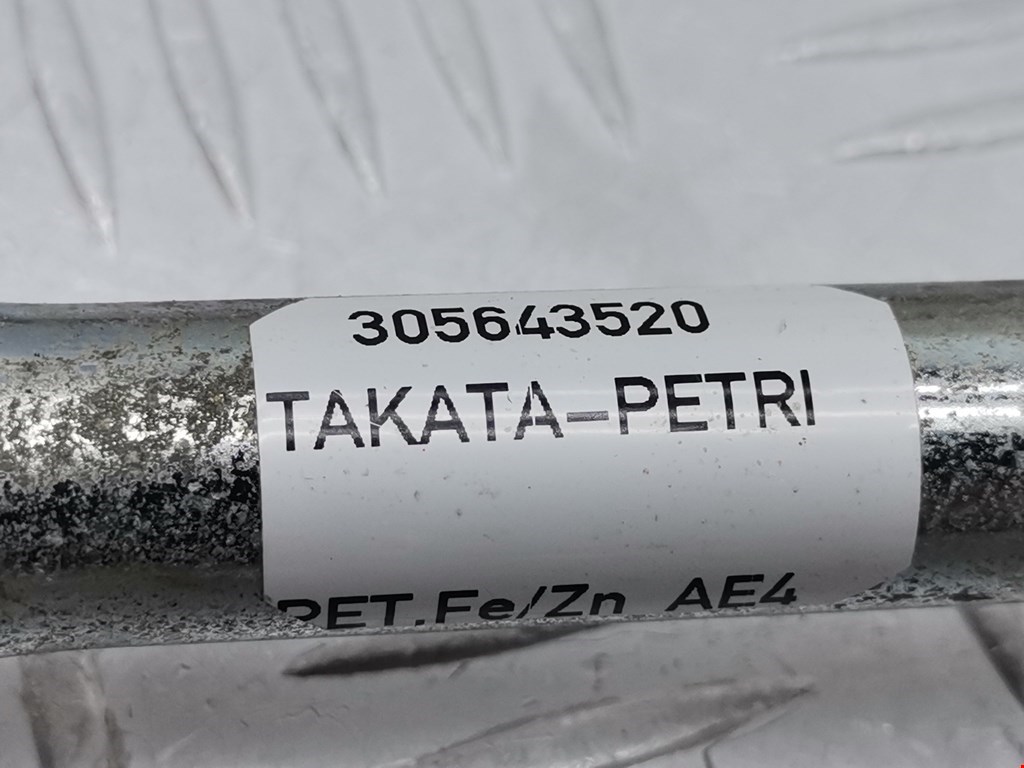 305643520
TAKATA-PETRI
PET.Fe/Zn AE4